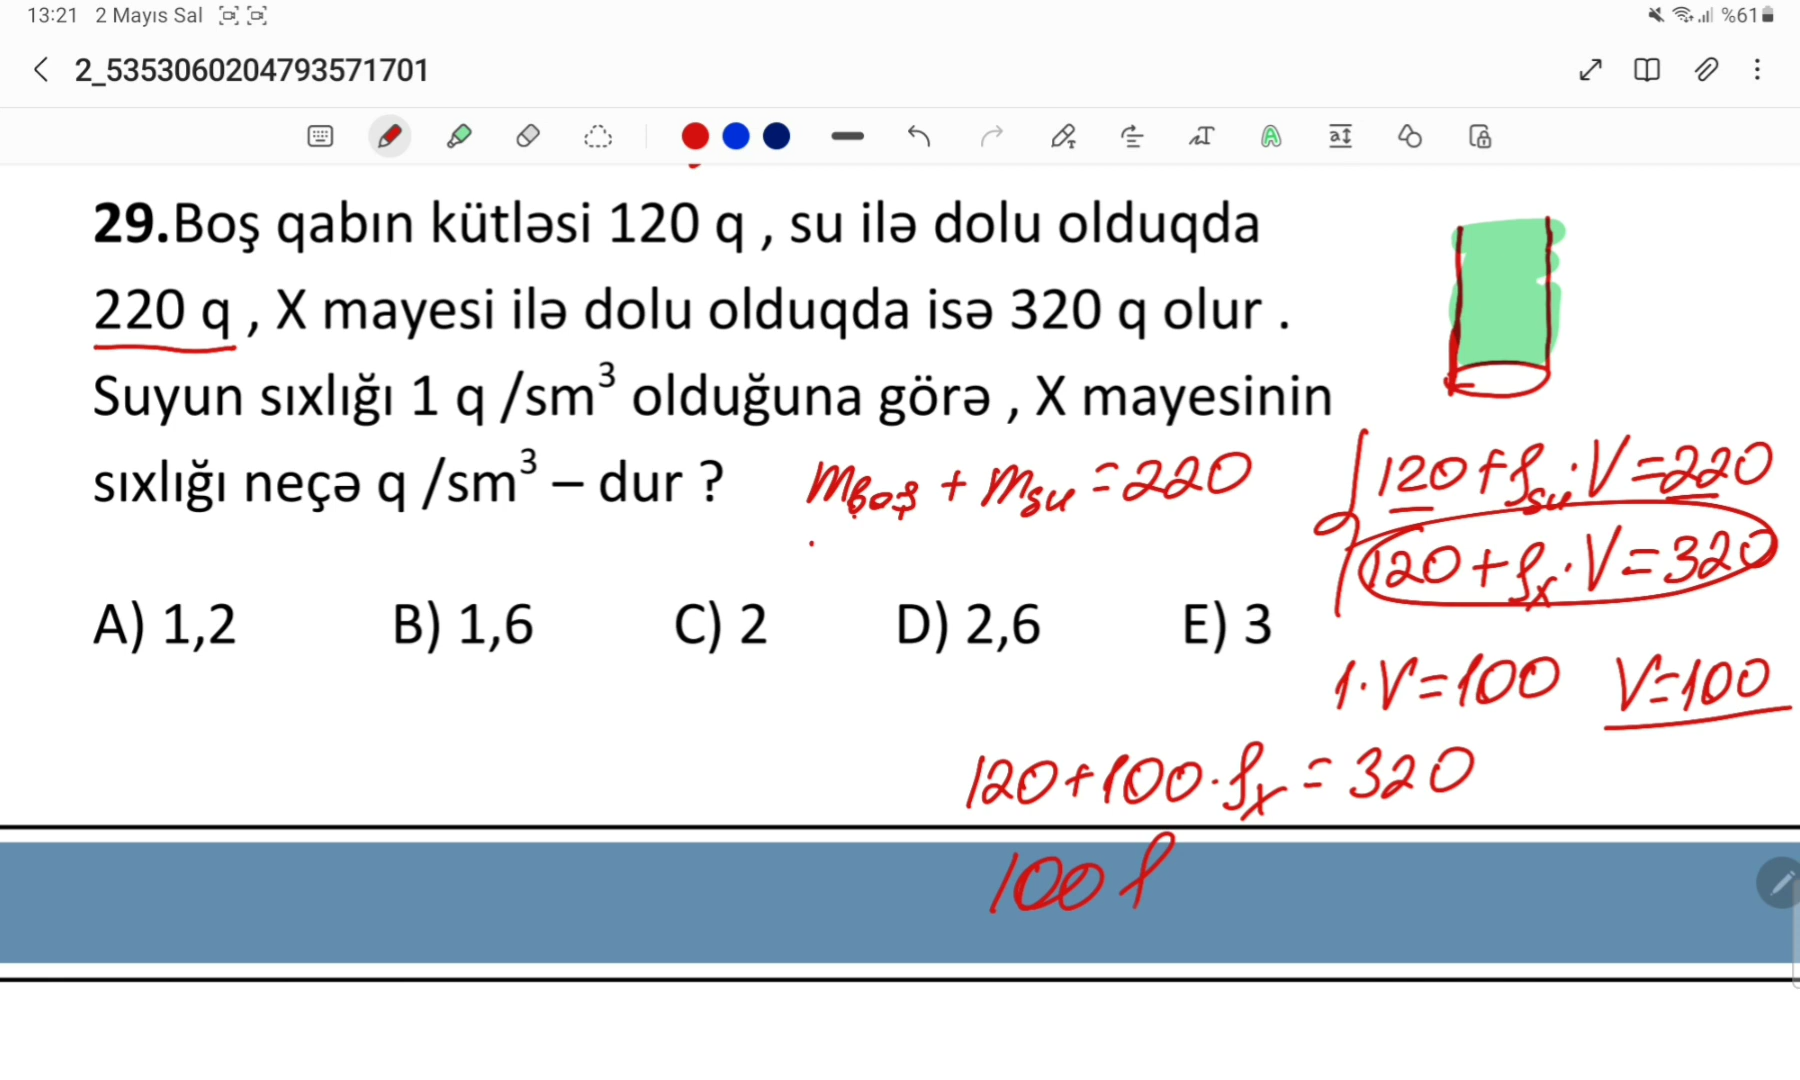 13:21 2 Mayıs Sal %61
2_5353060204793571701
29.Boş qabın kütləsi 120 q , su ilə dolu olduqda
220 q , X mayesi ilə dolu olduqda isə 320 q olur .
Suyun sıxlığı 1 q /sm³ olduğuna görə , X mayesinin
sıxlığı neçə q /sm³ – dur ?
m boş + m su = 220
120 + ρsu · V = 220
120 + ρx · V = 320
A) 1,2 B) 1,6 C) 2 D) 2,6 E) 3
1 · V = 100 V = 100
120 + 100 · ρx = 320
100 ρ